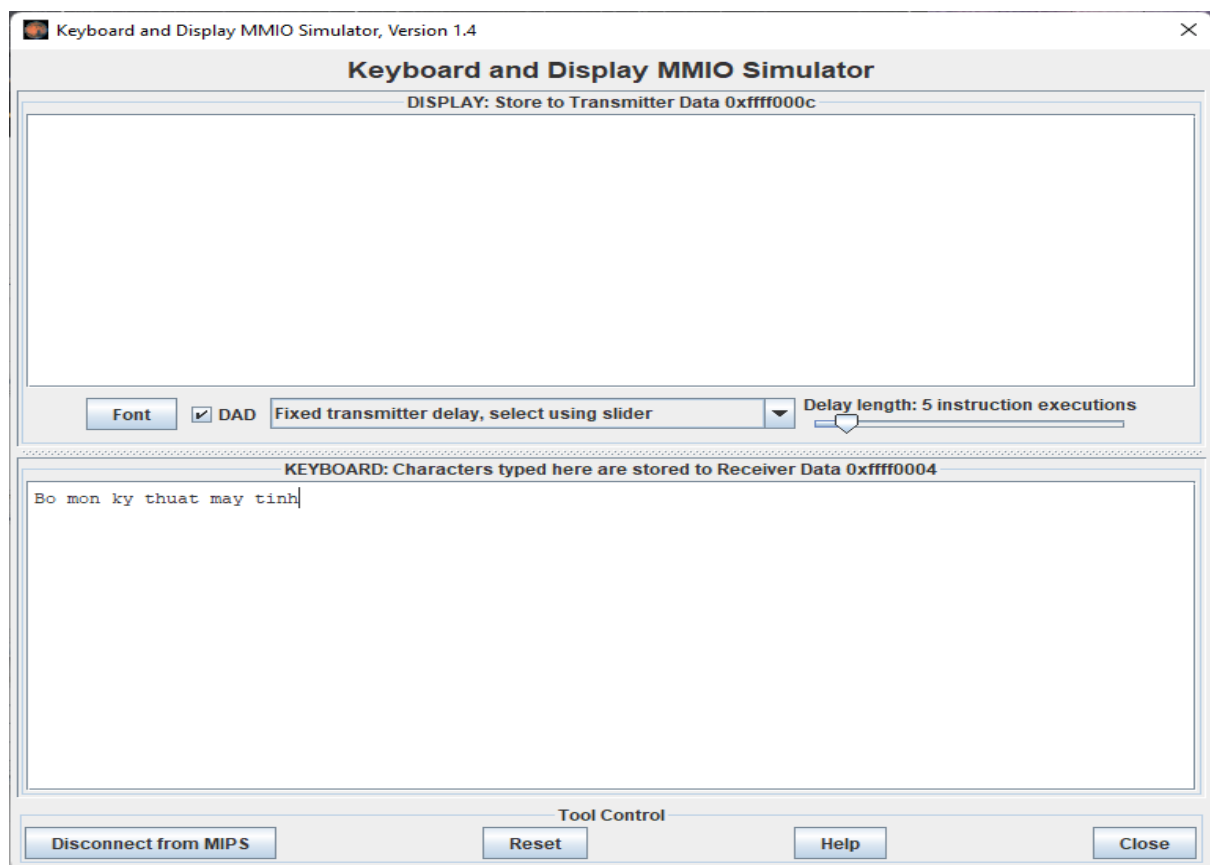 Keyboard and Display MMIO Simulator, Version 1.4
Keyboard and Display MMIO Simulator
DISPLAY: Store to Transmitter Data 0xffff000c
Font
DAD
Fixed transmitter delay, select using slider
Delay length: 5 instruction executions
KEYBOARD: Characters typed here are stored to Receiver Data 0xffff0004
Bo mon ky thuat may tinh
Tool Control
Disconnect from MIPS
Reset
Help
Close